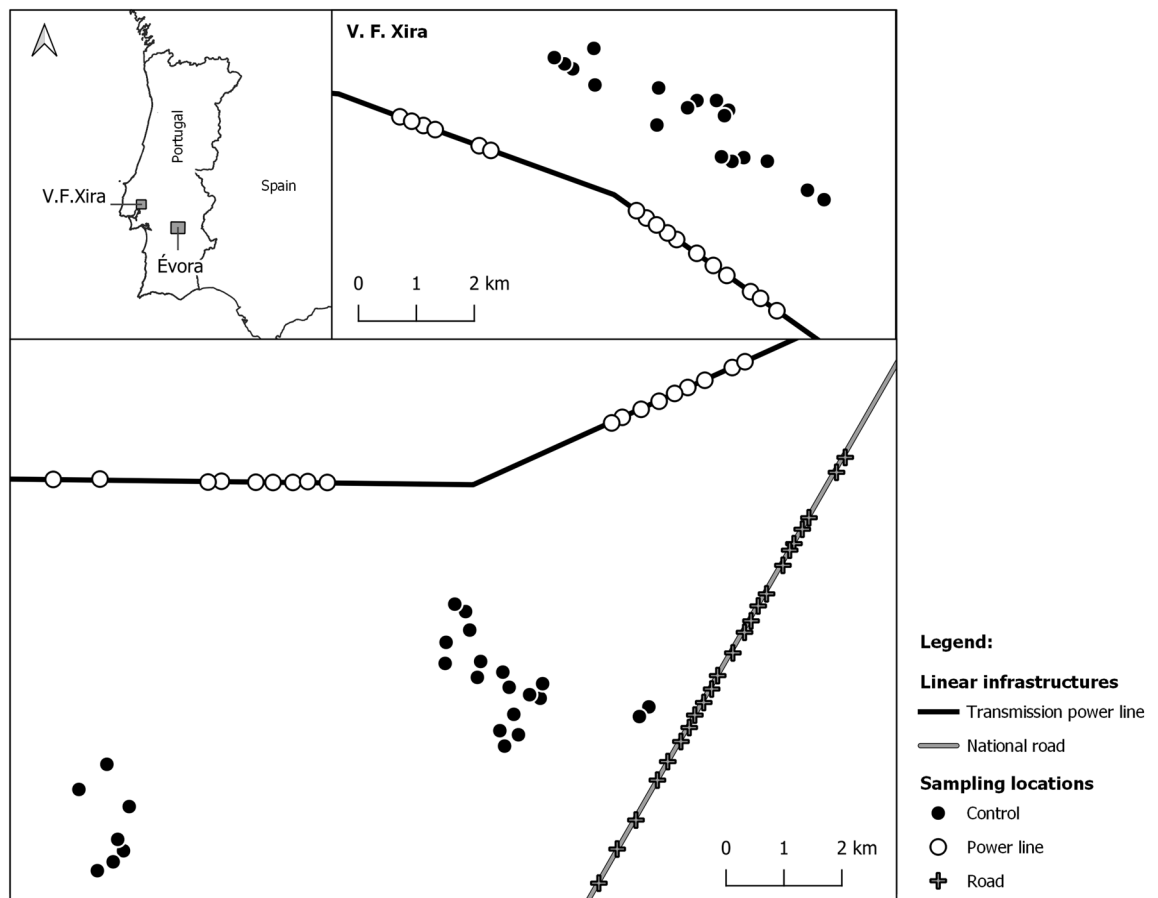 V. F. Xira
Portugal
Spain
V.F.Xira
Évora
0 1 2 km
0 1 2 km
Legend:
Linear infrastructures
Transmission power line
National road
Sampling locations
Control
Power line
Road